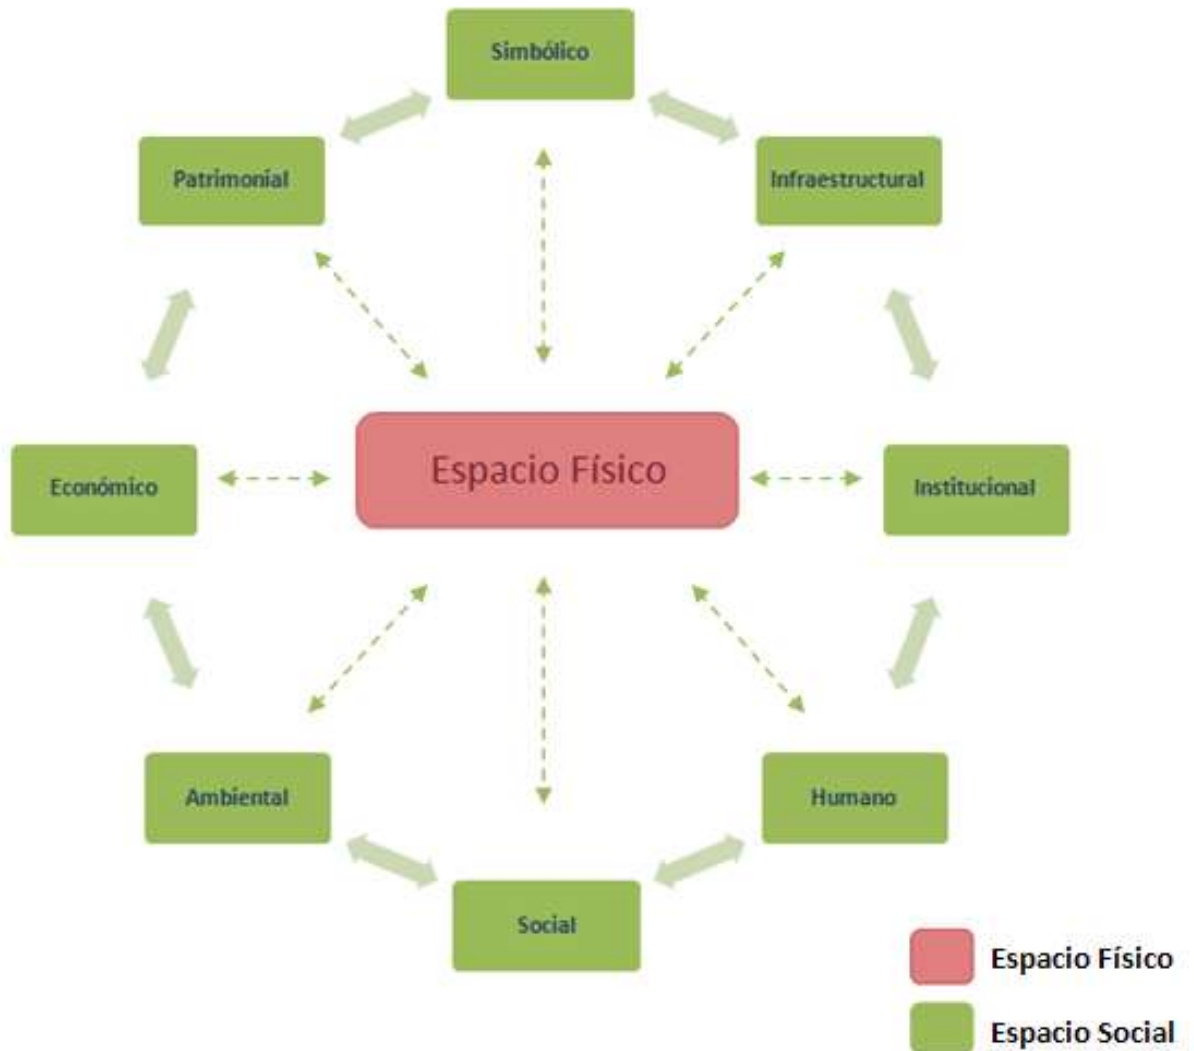 Simbólico
Patrimonial
Infraestructural
Económico
Espacio Físico
Institucional
Ambiental
Humano
Social
Espacio Físico
Espacio Social